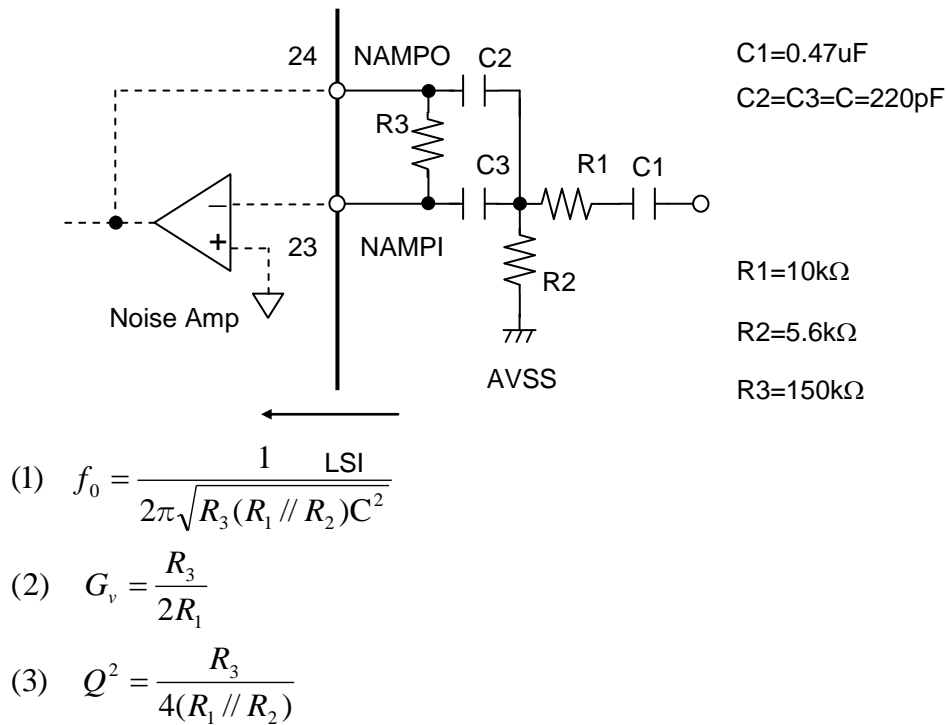 24 NAMPO C2
C1=0.47uF
C2=C3=C=220pF
R3
C3 R1 C1
−
+
23 NAMPI
R2
R1=10kΩ
Noise Amp
R2=5.6kΩ
AVSS
R3=150kΩ
LSI
(1) f₀ = 1 / (2π√(R₃(R₁ // R₂)C²))
(2) Gᵥ = R₃ / (2R₁)
(3) Q² = R₃ / (4(R₁ // R₂))